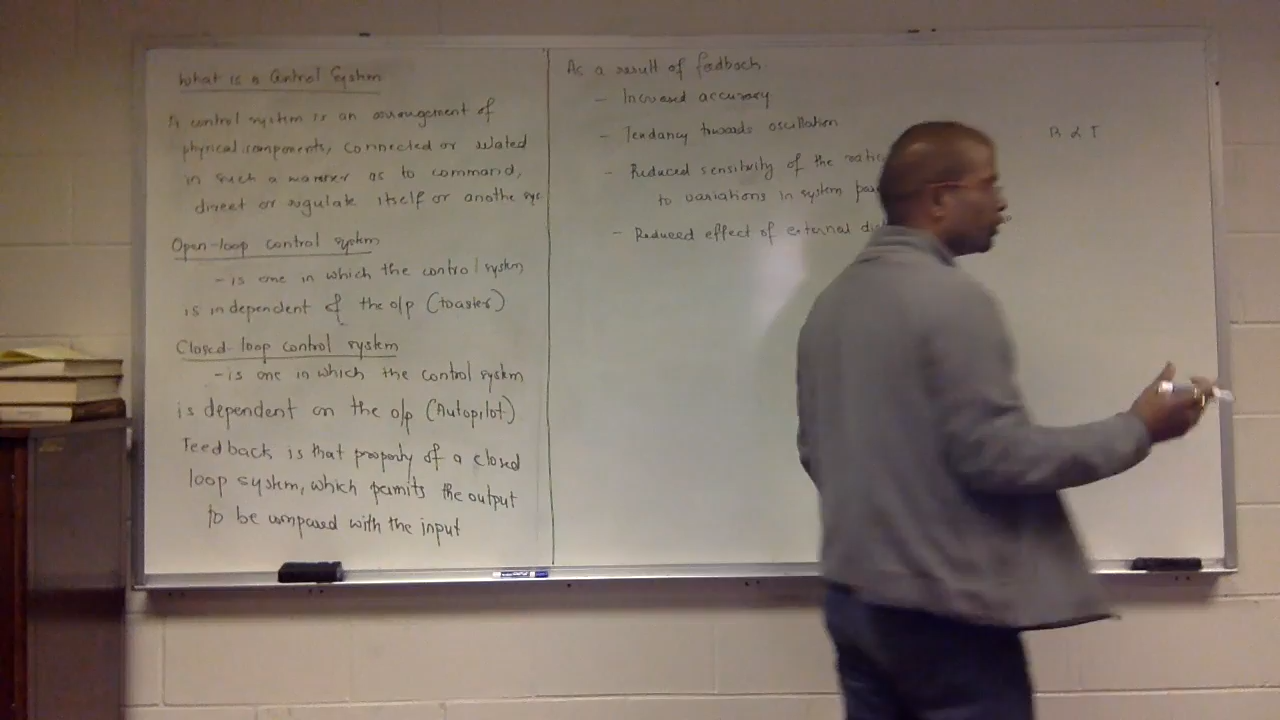 What is a Control System
A control system is an arrangement of
physical components, connected or related
in such a manner as to command,
direct or regulate itself or anothe sys
Open-loop control system
- is one in which the control system
is independent of the o/p (toaster)
Closed-loop control system
- is one in which the control system
is dependent on the o/p (Autopilot)
Feedback is that property of a closed
loop system, which permits the output
to be compared with the input
As a result of feedback
- Increased accuracy
- Tendancy towards oscillation
- Reduced sensitivity of the ratio
to variations in system
- Reduced effect of external